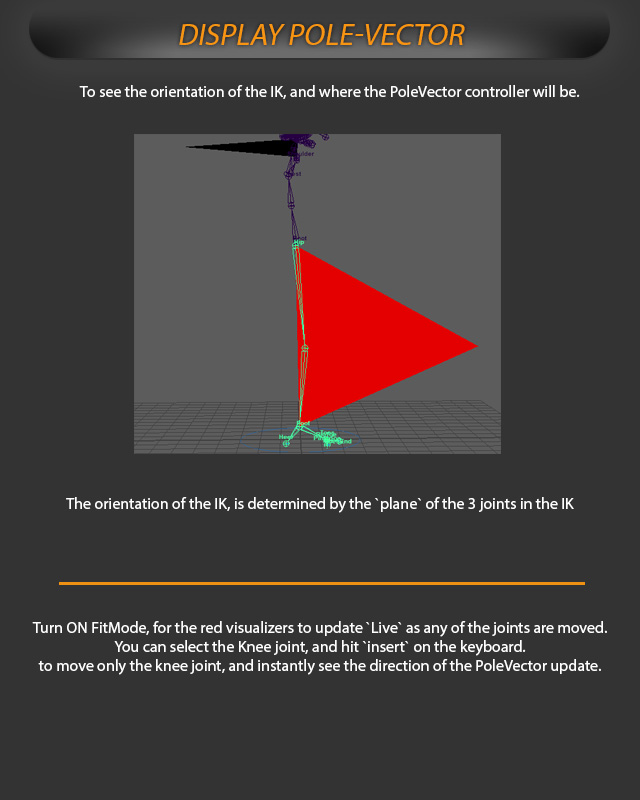 DISPLAY POLE-VECTOR
To see the orientation of the IK, and where the PoleVector controller will be.
Hip
Heel
The orientation of the IK, is determined by the `plane` of the 3 joints in the IK
Turn ON FitMode, for the red visualizers to update `Live` as any of the joints are moved.
You can select the Knee joint, and hit `insert` on the keyboard.
to move only the knee joint, and instantly see the direction of the PoleVector update.